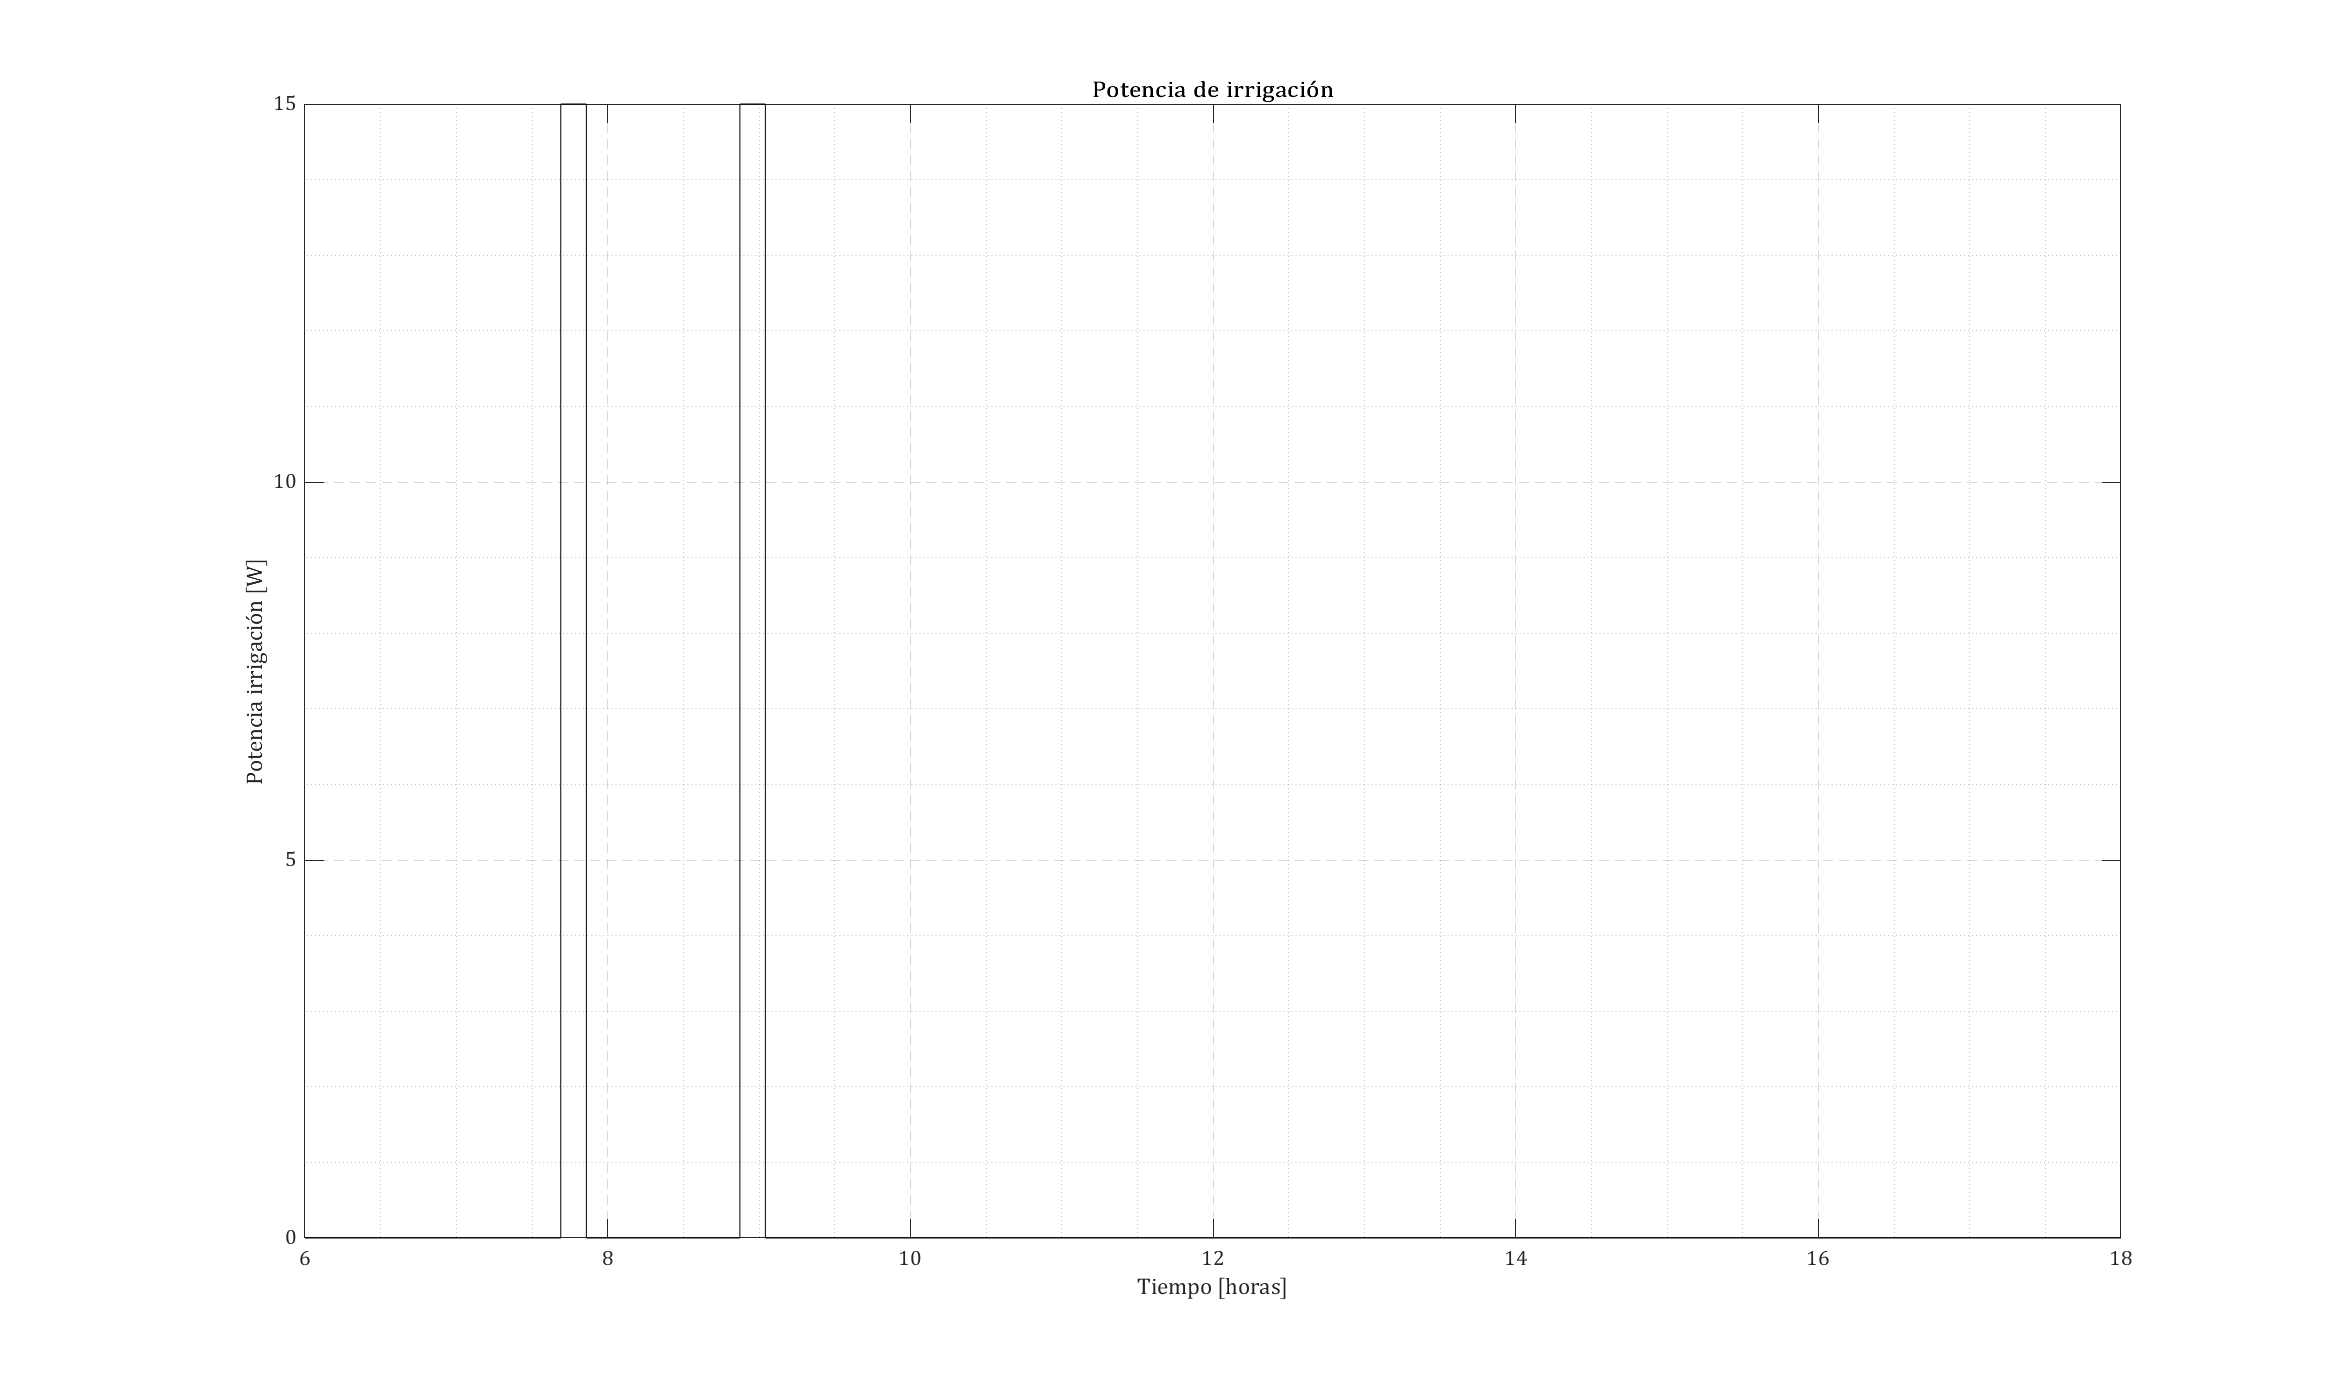 Potencia de irrigación
15
10
5
0
Potencia irrigación [W]
6 8 10 12 14 16 18
Tiempo [horas]